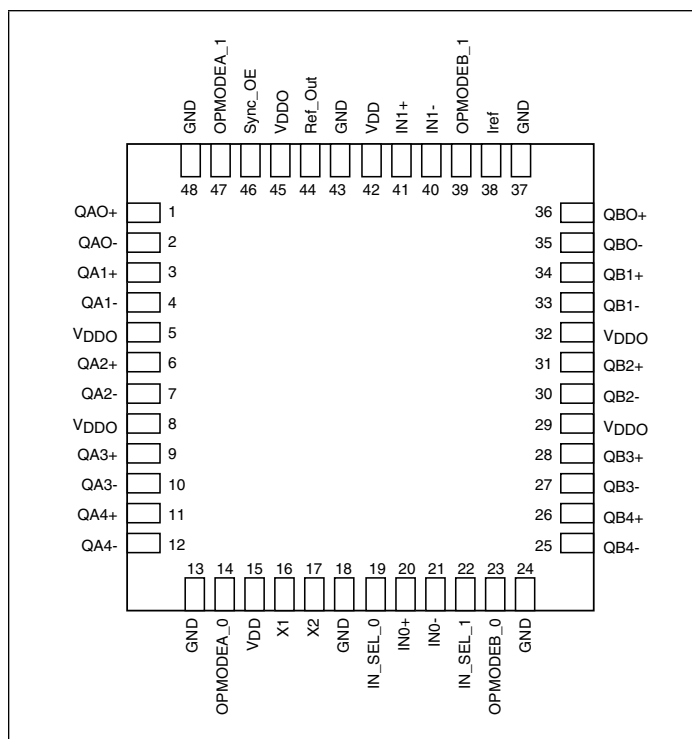 GND
OPMODEA_1
Sync_OE
VDDO
Ref_Out
GND
VDD
IN1+
IN1-
OPMODEB_1
Iref
GND
48 47 46 45 44 43 42 41 40 39 38 37
QAO+ 1
QAO- 2
QA1+ 3
QA1- 4
VDDO 5
QA2+ 6
QA2- 7
VDDO 8
QA3+ 9
QA3- 10
QA4+ 11
QA4- 12
36 QBO+
35 QBO-
34 QB1+
33 QB1-
32 VDDO
31 QB2+
30 QB2-
29 VDDO
28 QB3+
27 QB3-
26 QB4+
25 QB4-
13 14 15 16 17 18 19 20 21 22 23 24
GND
OPMODEA_0
VDD
X1
X2
GND
IN_SEL_0
IN0+
IN0-
IN_SEL_1
OPMODEB_0
GND